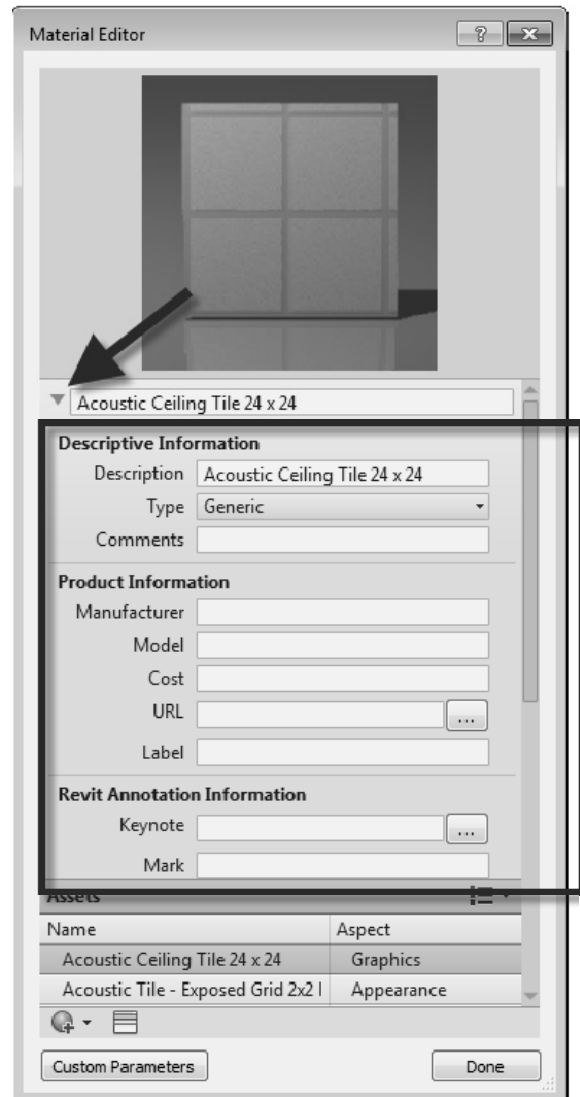 Material Editor
Acoustic Ceiling Tile 24 x 24
Descriptive Information
Description Acoustic Ceiling Tile 24 x 24
Type Generic
Comments
Product Information
Manufacturer
Model
Cost
URL ...
Label
Revit Annotation Information
Keynote ...
Mark
Assets
Name Aspect
Acoustic Ceiling Tile 24 x 24 Graphics
Acoustic Tile - Exposed Grid 2x2 Appearance
Custom Parameters Done